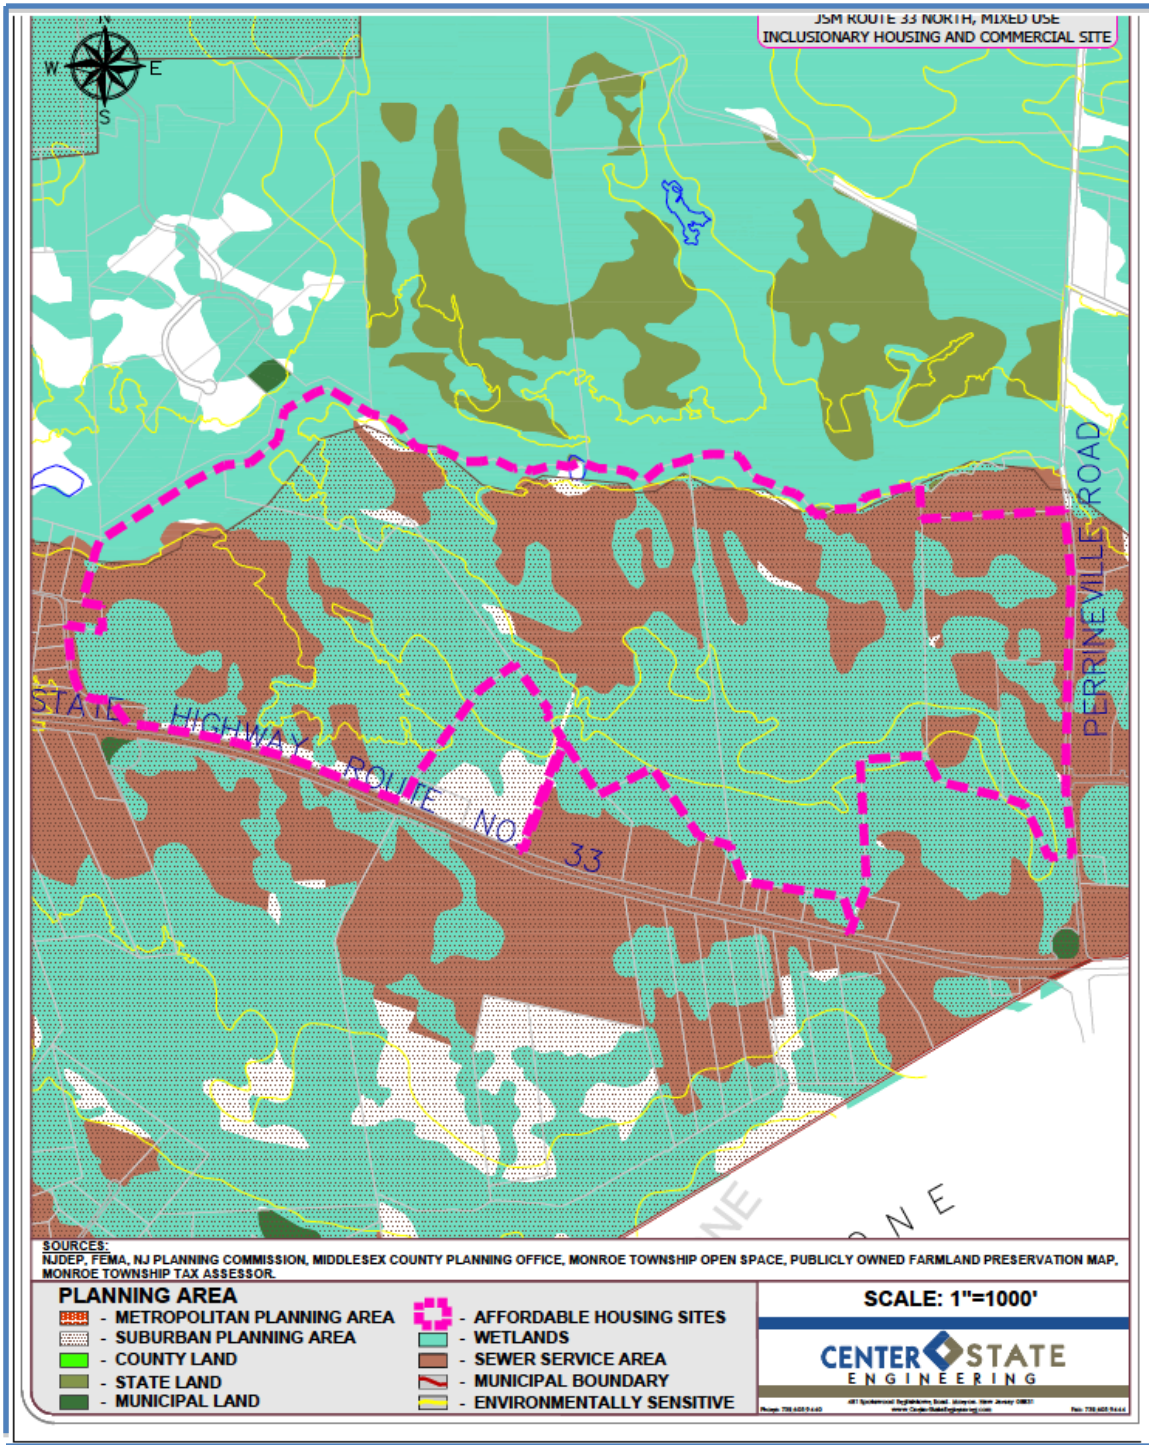 JSM ROUTE 33 NORTH, MIXED USE
INCLUSIONARY HOUSING AND COMMERCIAL SITE
N
W
E
S
PERRINEVILLE ROAD
STATE HIGHWAY ROUTE NO. 33
NE
ONE
SOURCES:
NJDEP, FEMA, NJ PLANNING COMMISSION, MIDDLESEX COUNTY PLANNING OFFICE, MONROE TOWNSHIP OPEN SPACE, PUBLICLY OWNED FARMLAND PRESERVATION MAP,
MONROE TOWNSHIP TAX ASSESSOR.
PLANNING AREA
- METROPOLITAN PLANNING AREA
- SUBURBAN PLANNING AREA
- COUNTY LAND
- STATE LAND
- MUNICIPAL LAND
- AFFORDABLE HOUSING SITES
- WETLANDS
- SEWER SERVICE AREA
- MUNICIPAL BOUNDARY
- ENVIRONMENTALLY SENSITIVE
SCALE: 1"=1000'
CENTER STATE
ENGINEERING